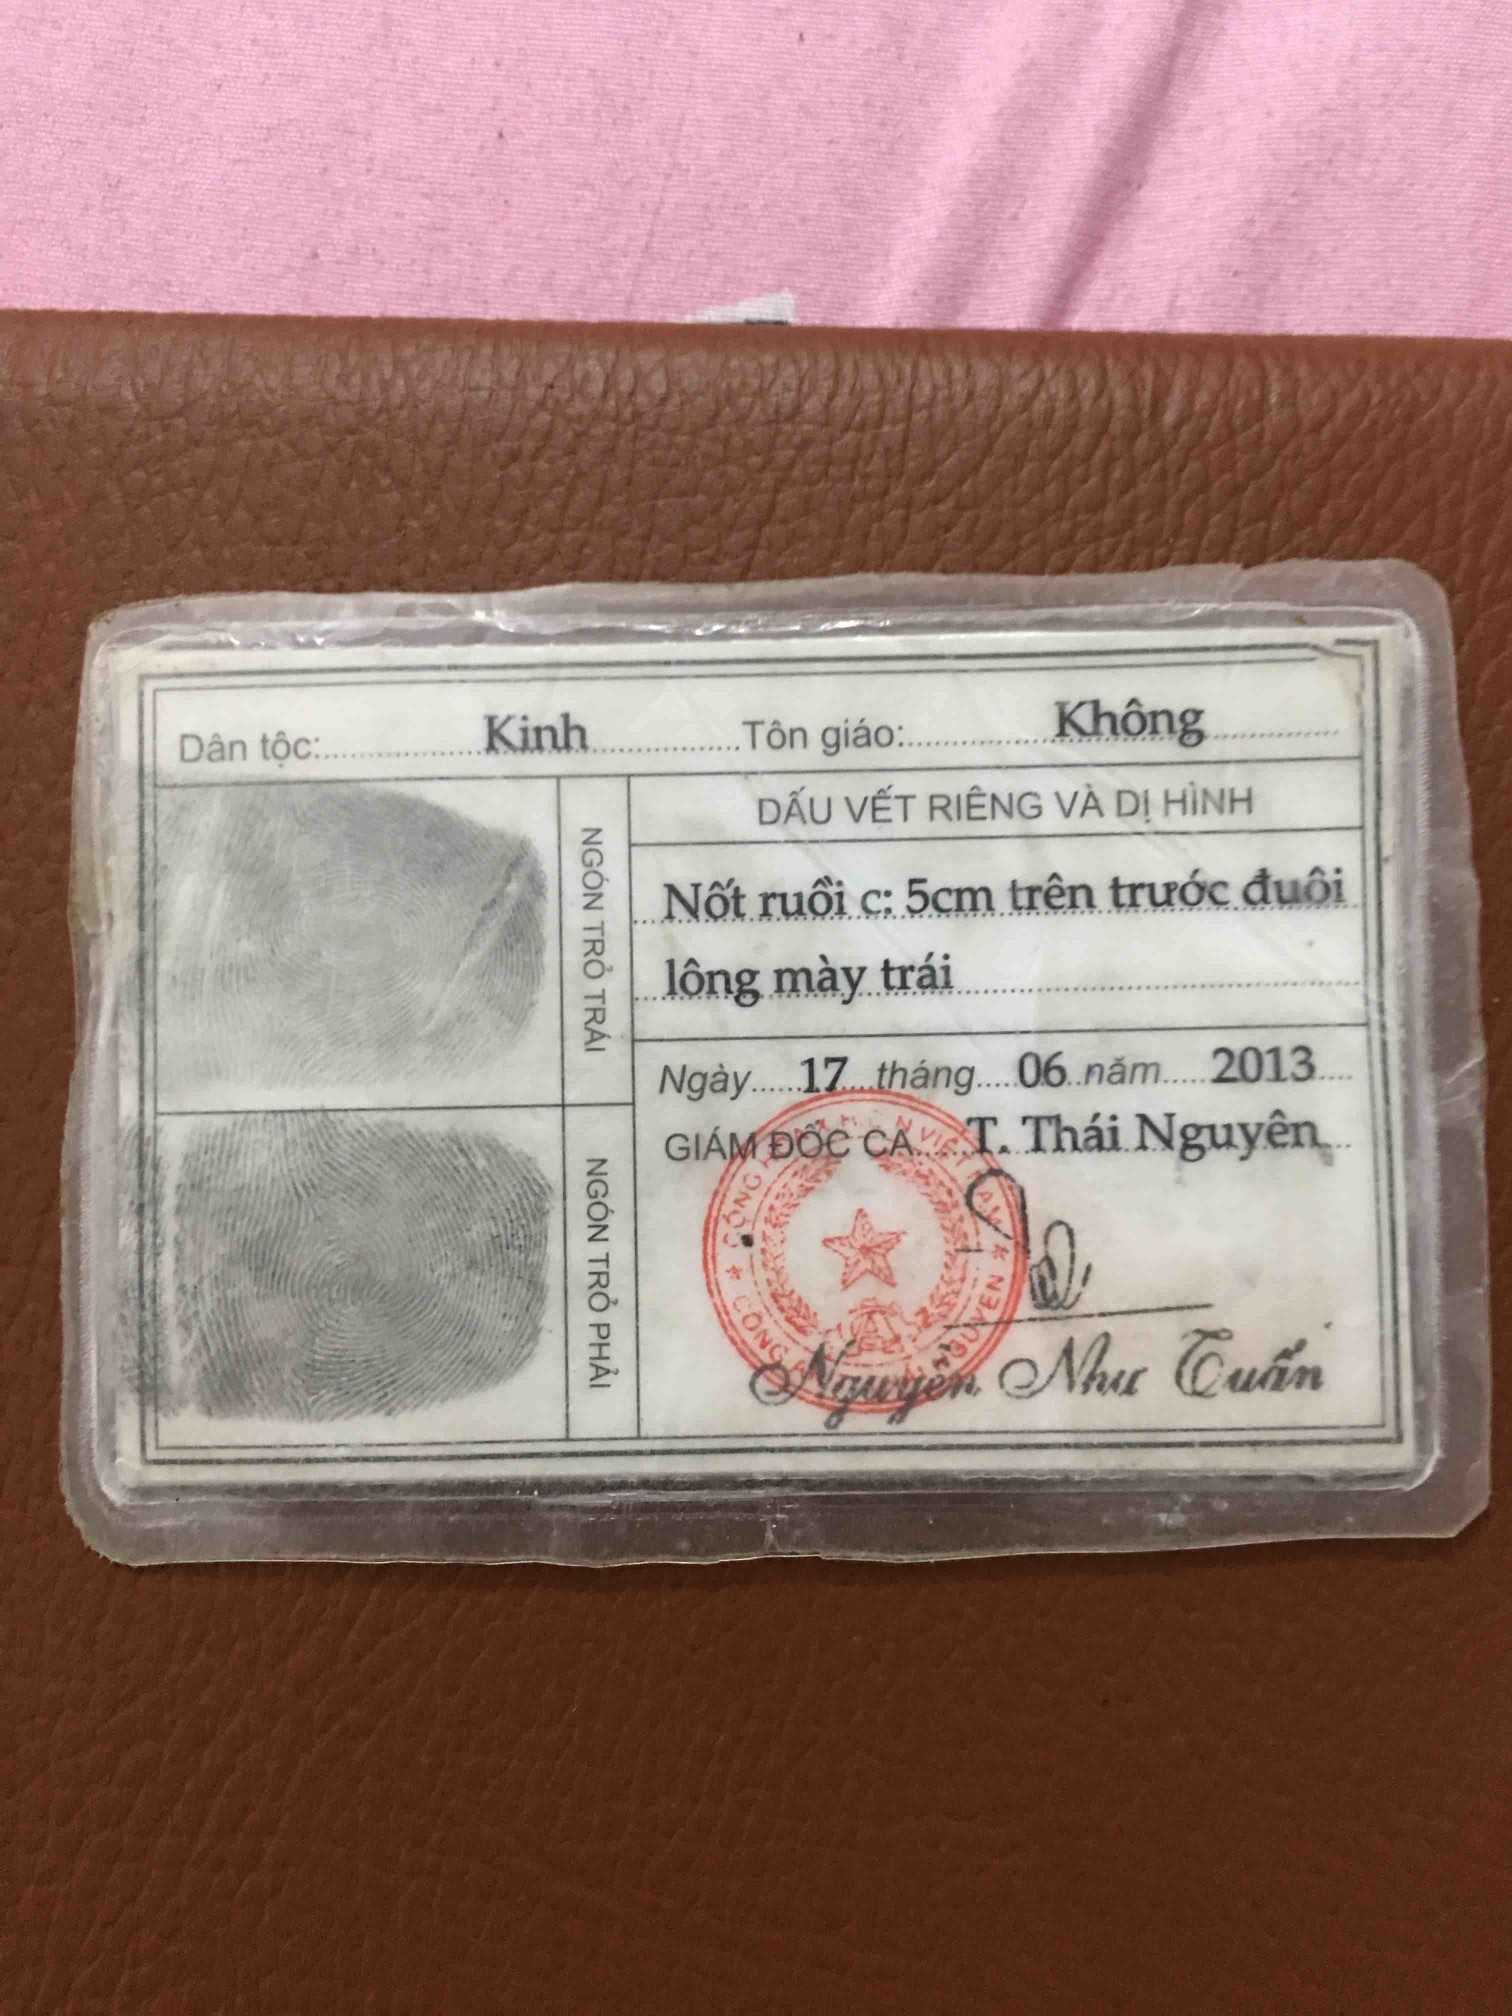 Dân tộc: Kinh Tôn giáo: Không
NGÓN TRỎ TRÁI
DẤU VẾT RIÊNG VÀ DỊ HÌNH
Nốt ruồi c: 5cm trên trước đuôi
lông mày trái
NGÓN TRỎ PHẢI
Ngày 17 tháng 06 năm 2013
GIÁM ĐỐC CA T. Thái Nguyên
Nguyễn Như Tuấn